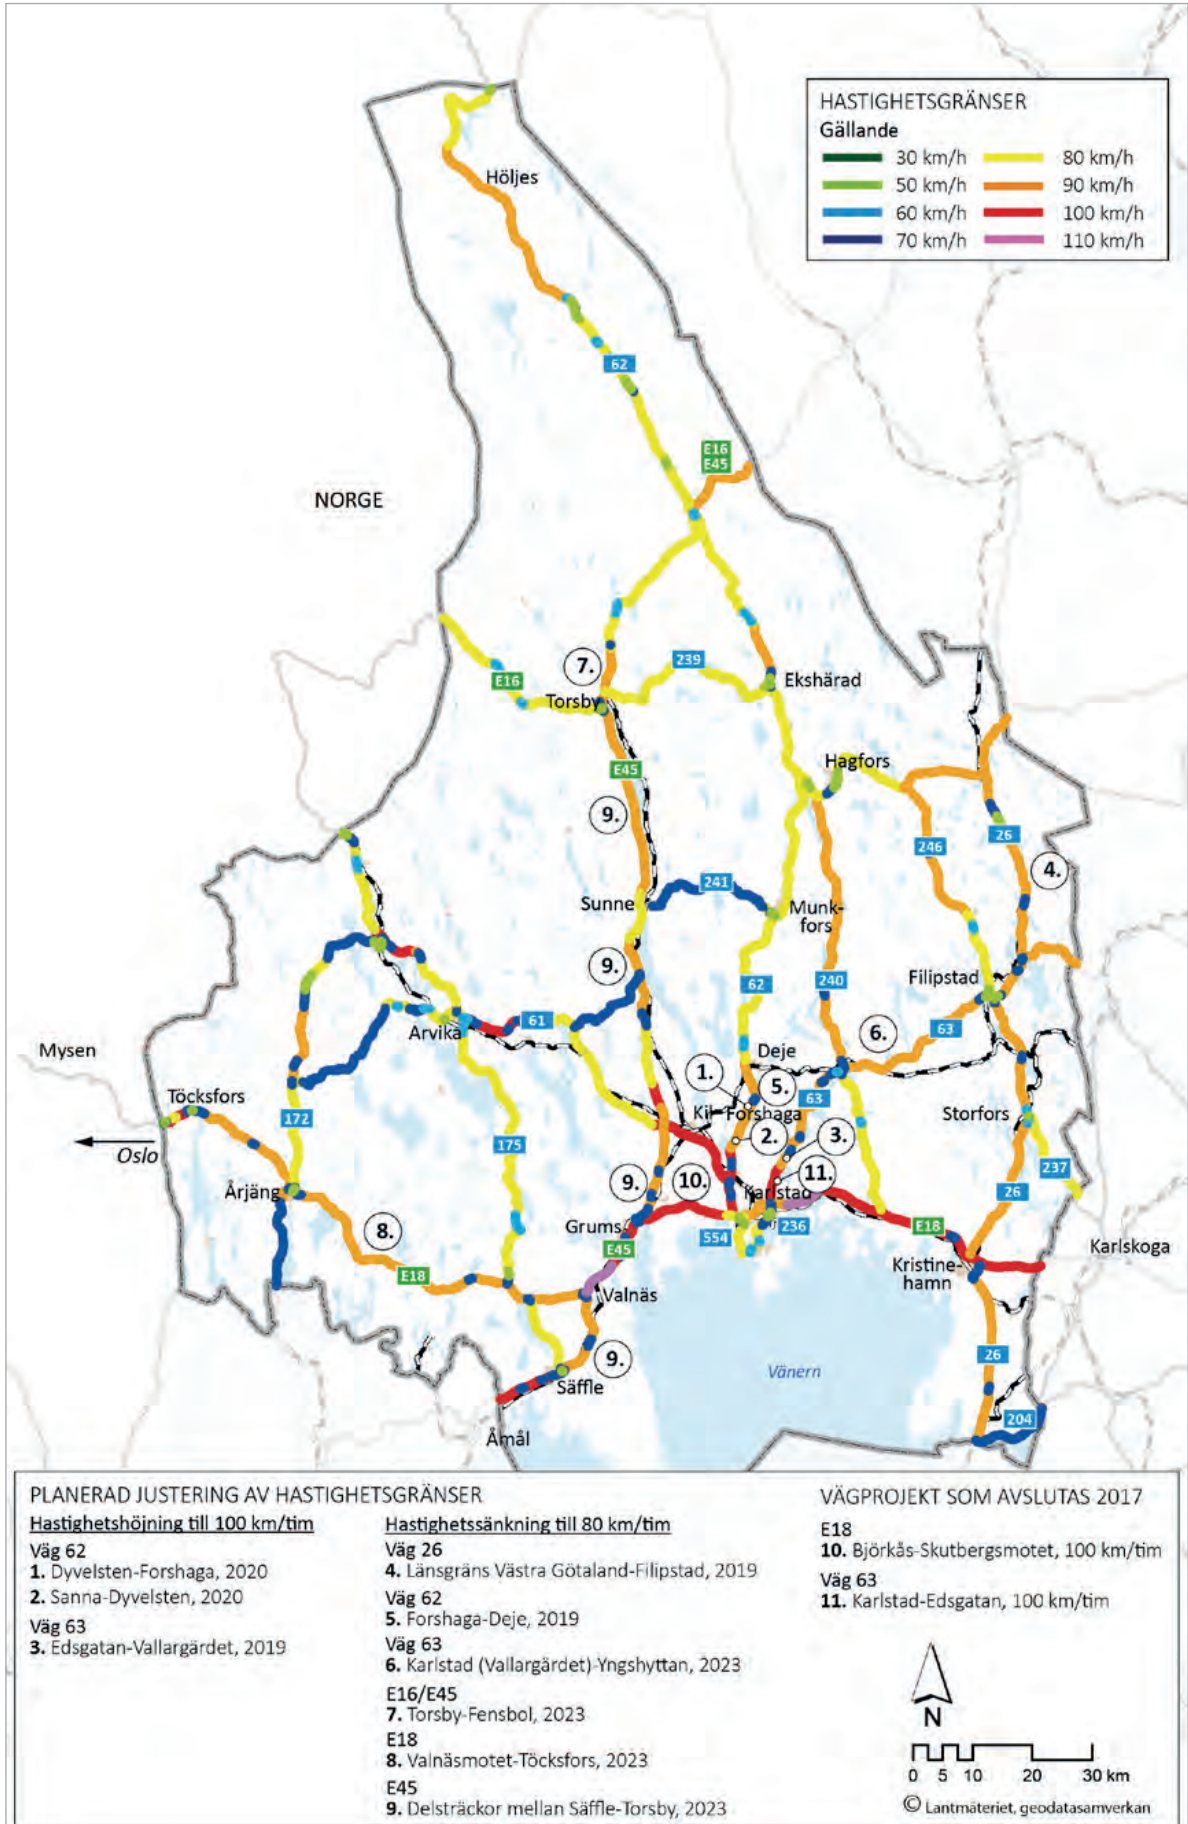 HASTIGHETSGRÄNSER
Gällande
30 km/h
80 km/h
50 km/h
90 km/h
60 km/h
100 km/h
70 km/h
110 km/h
Höljes
62
E16
E45
NORGE
7.
239
E16
Torsby
Ekshärad
E45
Hagfors
9.
26
246
4.
241
Sunne
Munk-
fors
9.
62
240
Filipstad
61
6.
63
Arvika
Mysen
Deje
1.
5.
Töcksfors
63
Kil
Forshaga
Storfors
172
2.
3.
175
237
Oslo
11.
Årjäng
9.
10.
Karlstad
26
8.
Grums
554
236
E18
E45
Karlskoga
E18
Kristine-
hamn
Valnäs
26
9.
Vänern
Säffle
204
Åmål
PLANERAD JUSTERING AV HASTIGHETSGRÄNSER
Hastighetshöjning till 100 km/tim
Väg 62
1. Dyvelsten-Forshaga, 2020
2. Sanna-Dyvelsten, 2020
Väg 63
3. Edsgatan-Vallargärdet, 2019
Hastighetssänkning till 80 km/tim
Väg 26
4. Länsgräns Västra Götaland-Filipstad, 2019
Väg 62
5. Forshaga-Deje, 2019
Väg 63
6. Karlstad (Vallargärdet)-Yngshyttan, 2023
E16/E45
7. Torsby-Fensbol, 2023
E18
8. Valnäsmotet-Töcksfors, 2023
E45
9. Delsträckor mellan Säffle-Torsby, 2023
VÄGPROJEKT SOM AVSLUTAS 2017
E18
10. Björkås-Skutbergsmotet, 100 km/tim
Väg 63
11. Karlstad-Edsgatan, 100 km/tim
N
0 5 10 20 30 km
© Lantmäteriet, geodatasamverkan